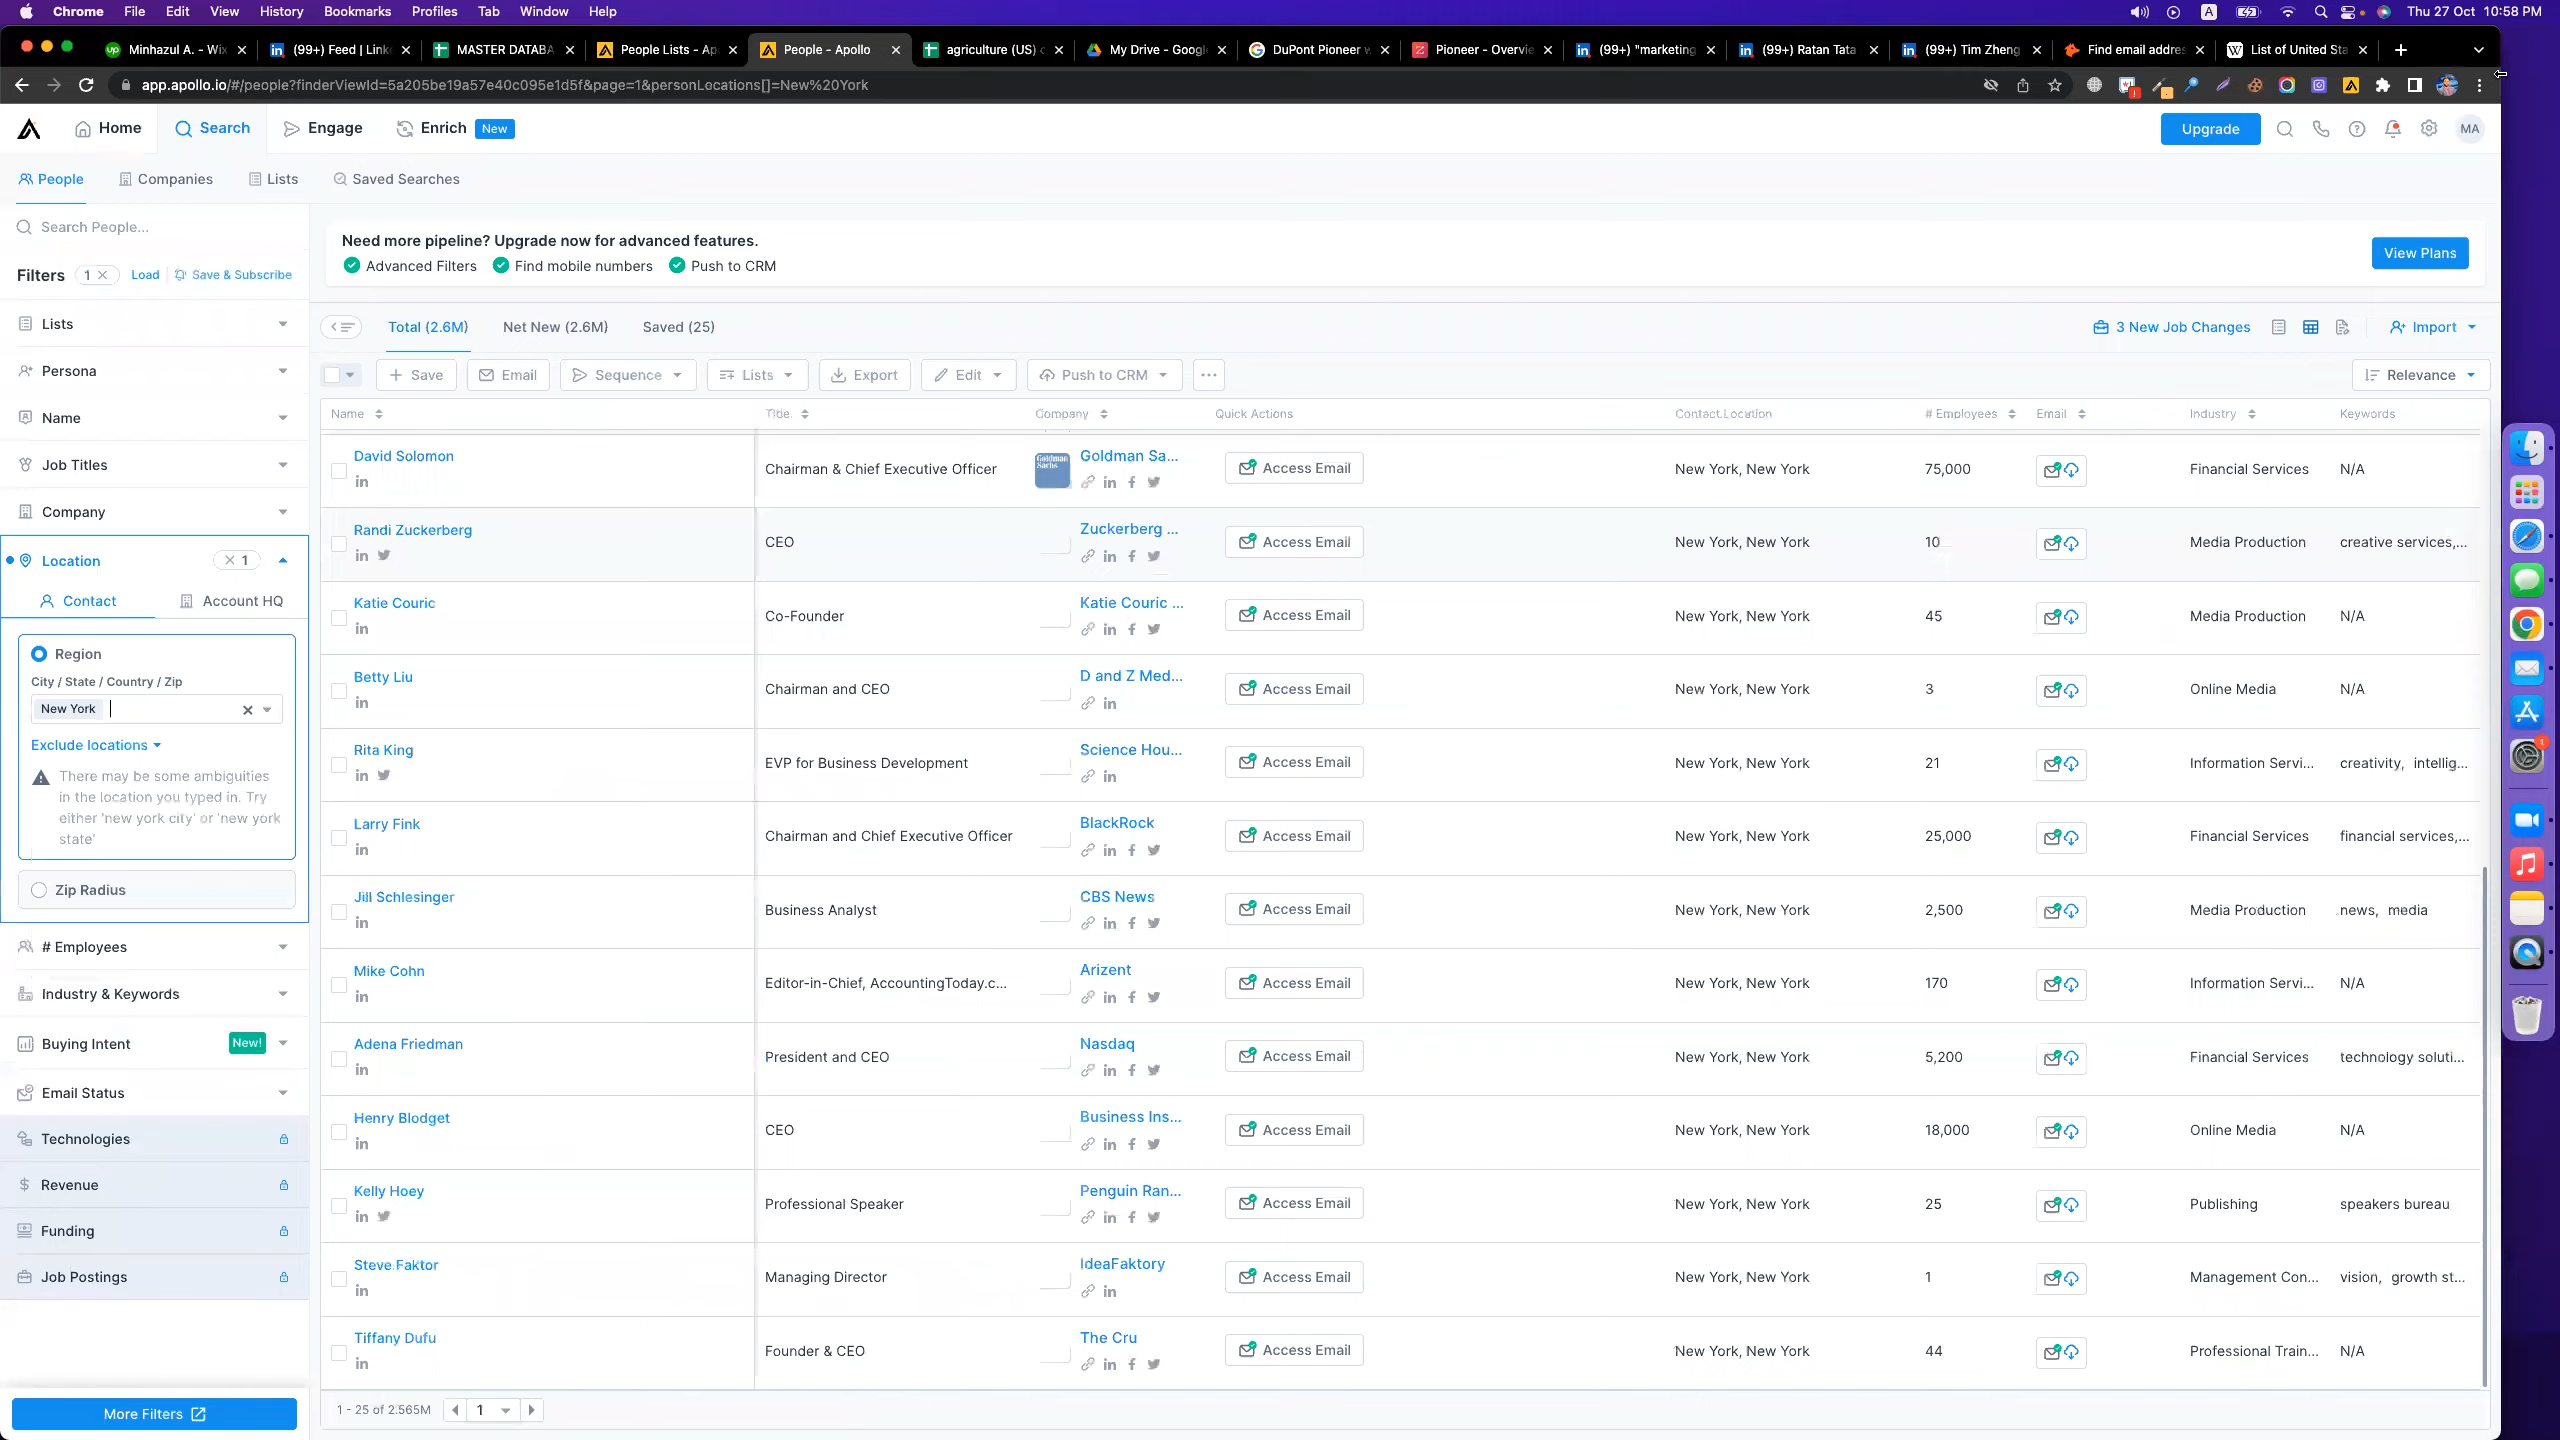 Chrome File Edit View History Bookmarks Profiles Tab Window Help A Thu 27 Oct 10:58 PM
Minhazul A. - Wix (99+) Feed | Linke MASTER DATABA People Lists - Ap People - Apollo agriculture (US) c My Drive - Google DuPont Pioneer w Pioneer - Overvie (99+) "marketing (99+) Ratan Tata (99+) Tim Zheng Find email addre List of United Sta
app.apollo.io/#/people?finderViewId=5a205be19a57e40c095e1d5f&page=1&personLocations[]=New%20York
Home Search Engage Enrich New Upgrade MA
People Companies Lists Saved Searches
Search People...
Need more pipeline? Upgrade now for advanced features.
Advanced Filters Find mobile numbers Push to CRM View Plans
Filters 1 Load Save & Subscribe
Lists
Persona
Name
Job Titles
Company
Location 1
Contact Account HQ
Region
City / State / Country / Zip
New York
Exclude locations
There may be some ambiguities
in the location you typed in. Try
either 'new york city' or 'new york
state'
Zip Radius
# Employees
Industry & Keywords
Buying Intent New!
Email Status
Technologies
Revenue
Funding
Job Postings
More Filters
Total (2.6M) Net New (2.6M) Saved (25) 3 New Job Changes Import
Save Email Sequence Lists Export Edit Push to CRM Relevance
Name Title Company Quick Actions Contact Location # Employees Email Industry Keywords
David Solomon Chairman & Chief Executive Officer Goldman Sachs Goldman Sa... Access Email New York, New York 75,000 Financial Services N/A
Randi Zuckerberg CEO Zuckerberg ... Access Email New York, New York 10 Media Production creative services,...
Katie Couric Co-Founder Katie Couric ... Access Email New York, New York 45 Media Production N/A
Betty Liu Chairman and CEO D and Z Med... Access Email New York, New York 3 Online Media N/A
Rita King EVP for Business Development Science Hou... Access Email New York, New York 21 Information Servi... creativity, intellig...
Larry Fink Chairman and Chief Executive Officer BlackRock Access Email New York, New York 25,000 Financial Services financial services,...
Jill Schlesinger Business Analyst CBS News Access Email New York, New York 2,500 Media Production news, media
Mike Cohn Editor-in-Chief, AccountingToday.c... Arizent Access Email New York, New York 170 Information Servi... N/A
Adena Friedman President and CEO Nasdaq Access Email New York, New York 5,200 Financial Services technology soluti...
Henry Blodget CEO Business Ins... Access Email New York, New York 18,000 Online Media N/A
Kelly Hoey Professional Speaker Penguin Ran... Access Email New York, New York 25 Publishing speakers bureau
Steve Faktor Managing Director IdeaFaktory Access Email New York, New York 1 Management Con... vision, growth st...
Tiffany Dufu Founder & CEO The Cru Access Email New York, New York 44 Professional Train... N/A
1 - 25 of 2.565M 1